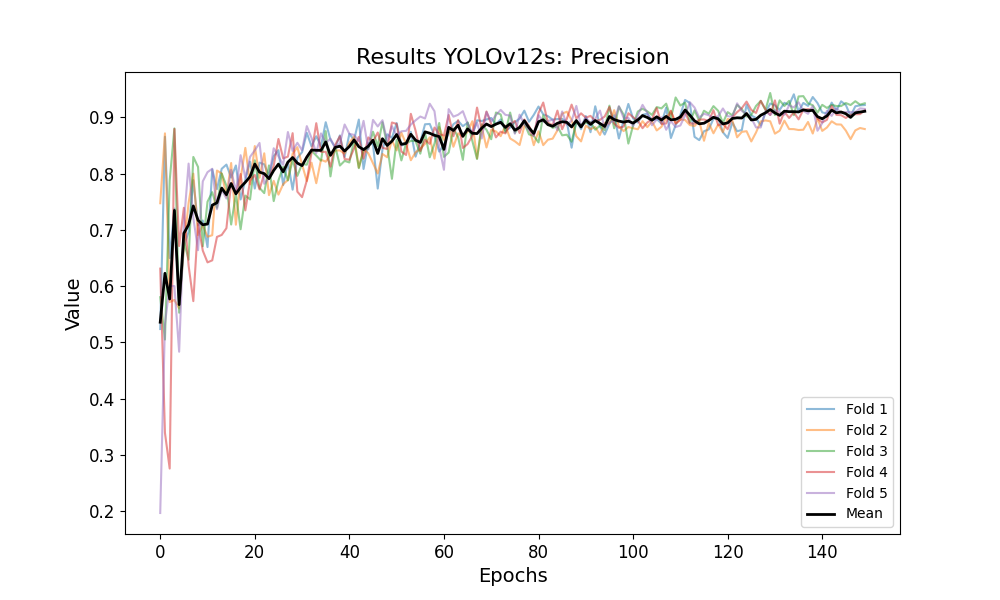 Results YOLOv12s: Precision
Value
0.9
0.8
0.7
0.6
0.5
0.4
0.3
0.2
0 20 40 60 80 100 120 140
Epochs
Fold 1
Fold 2
Fold 3
Fold 4
Fold 5
Mean